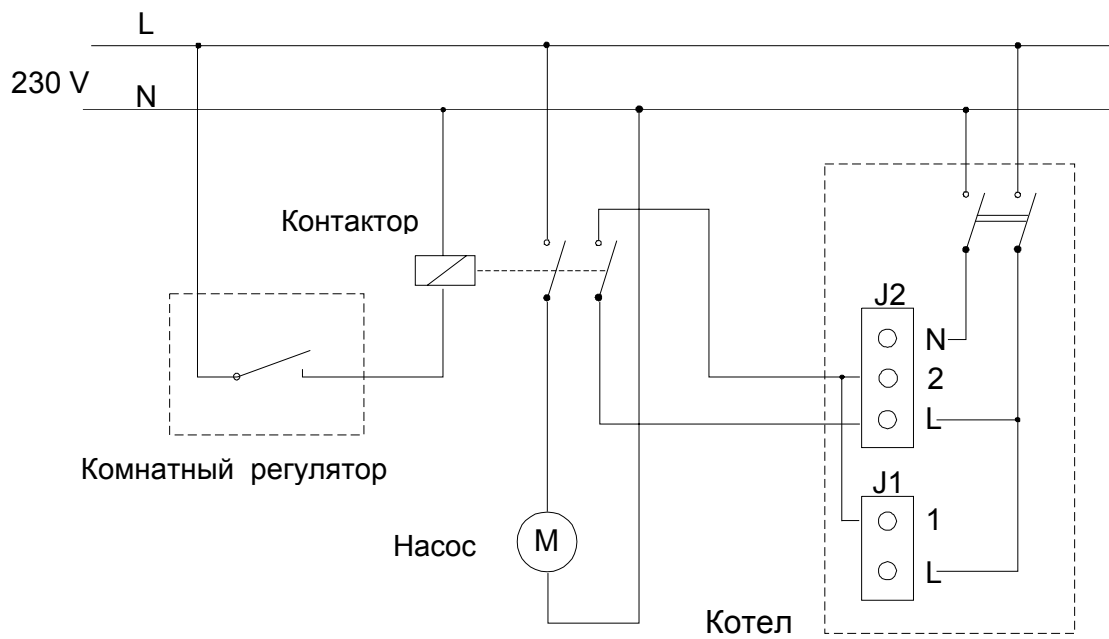 L
230 V
N
Контактор
J2
N
2
L
Комнатный регулятор
J1
1
Насос
M
L
Котел